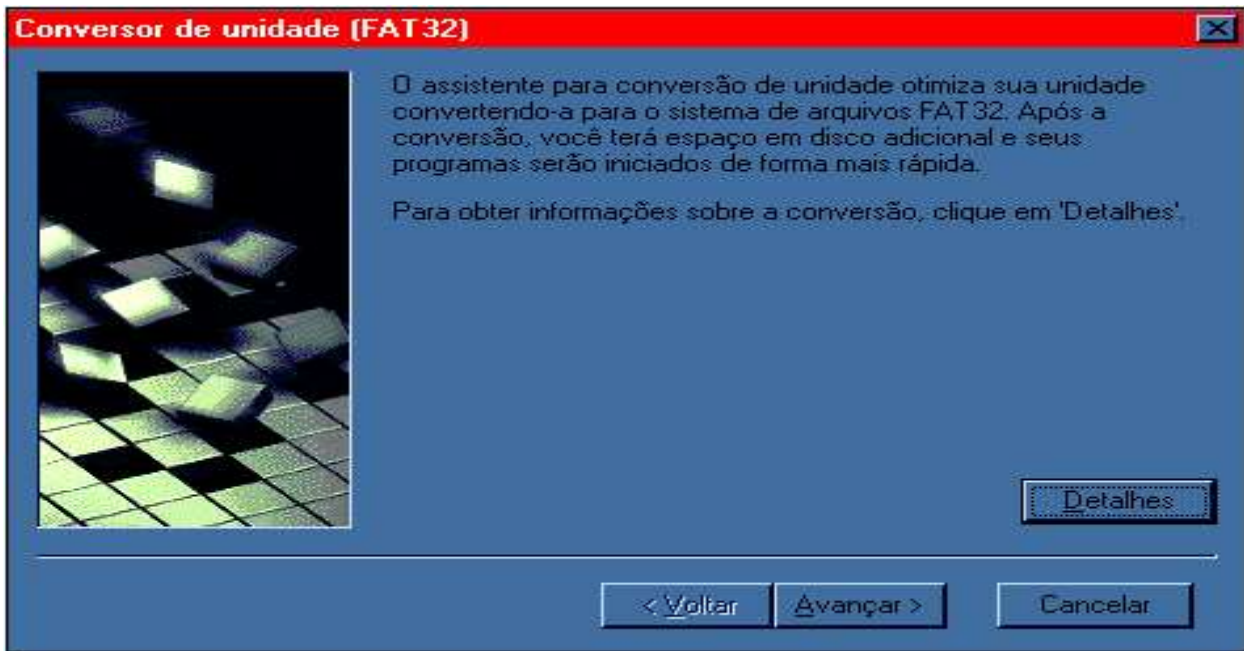 Conversor de unidade (FAT32)
O assistente para conversão de unidade otimiza sua unidade
convertendo-a para o sistema de arquivos FAT32. Após a
conversão, você terá espaço em disco adicional e seus
programas serão iniciados de forma mais rápida.
Para obter informações sobre a conversão, clique em 'Detalhes'.
Detalhes
< Voltar
Avançar >
Cancelar